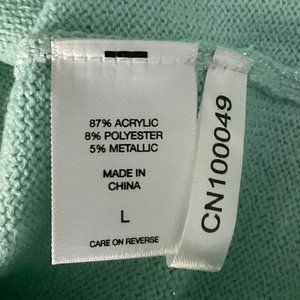 87% ACRYLIC
8% POLYESTER
5% METALLIC
MADE IN
CHINA
L
CARE ON REVERSE
CN100049